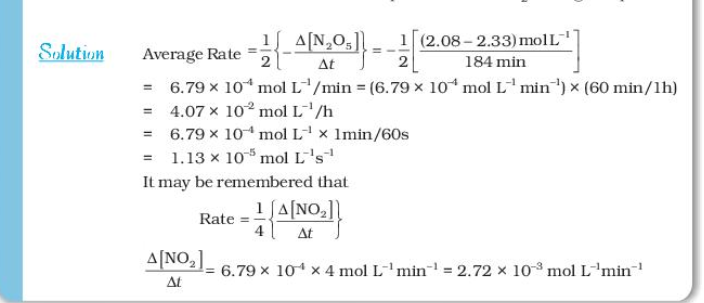 Solution Average Rate = 1/2 {− Δ[N₂O₅]/Δt} = − 1/2 [(2.08 – 2.33) mol L⁻¹ / 184 min]
= 6.79 × 10⁻⁴ mol L⁻¹/min = (6.79 × 10⁻⁴ mol L⁻¹ min⁻¹) × (60 min/1h)
= 4.07 × 10⁻² mol L⁻¹/h
= 6.79 × 10⁻⁴ mol L⁻¹ × 1min/60s
= 1.13 × 10⁻⁵ mol L⁻¹s⁻¹
It may be remembered that
Rate = 1/4 {Δ[NO₂]/Δt}
Δ[NO₂]/Δt = 6.79 × 10⁻⁴ × 4 mol L⁻¹ min⁻¹ = 2.72 × 10⁻³ mol L⁻¹min⁻¹